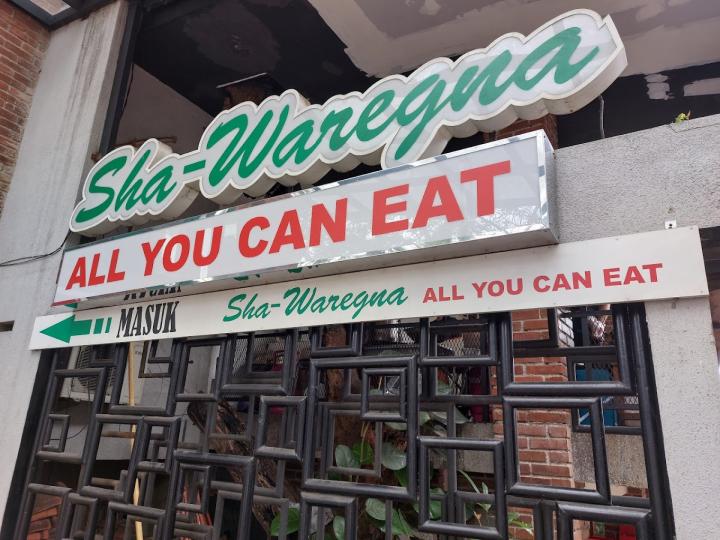 Sha-Waregna
ALL YOU CAN EAT
MASUK
Sha-Waregna ALL YOU CAN EAT